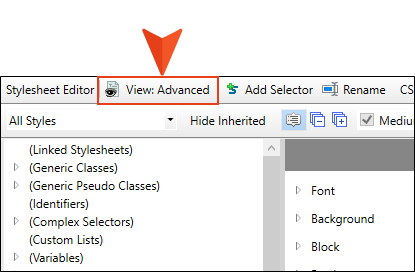 Stylesheet Editor View: Advanced Add Selector Rename CS
All Styles Hide Inherited Mediu
(Linked Stylesheets)
(Generic Classes)
(Generic Pseudo Classes)
(Identifiers)
(Complex Selectors)
(Custom Lists)
(Variables)
Font
Background
Block